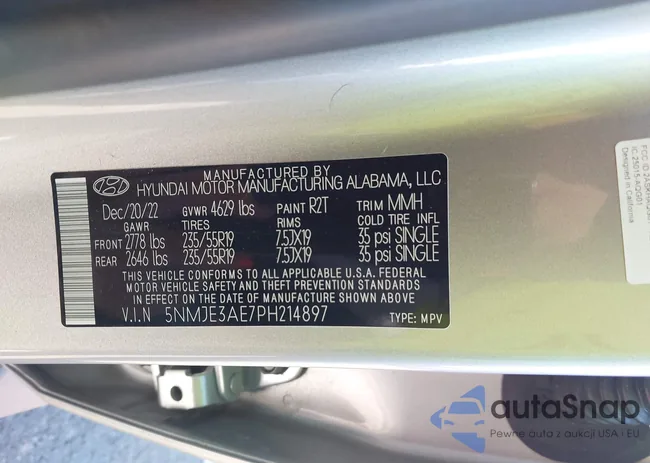 MANUFACTURED BY
HYUNDAI MOTOR MANUFACTURING ALABAMA, LLC
Dec/20/22 GVWR 4629 lbs PAINT R2T TRIM MMH
GAWR TIRES RIMS COLD TIRE INFL
FRONT 2778 lbs 235/55R19 7.5JX19 35 psi SINGLE
REAR 2646 lbs 235/55R19 7.5JX19 35 psi SINGLE
THIS VEHICLE CONFORMS TO ALL APPLICABLE U.S.A. FEDERAL
MOTOR VEHICLE SAFETY AND THEFT PREVENTION STANDARDS
IN EFFECT ON THE DATE OF MANUFACTURE SHOWN ABOVE
V.I.N 5NMJE3AE7PH214897 TYPE: MPV
Designed in California
autaSnap
Pewne auta z aukcji USA i EU